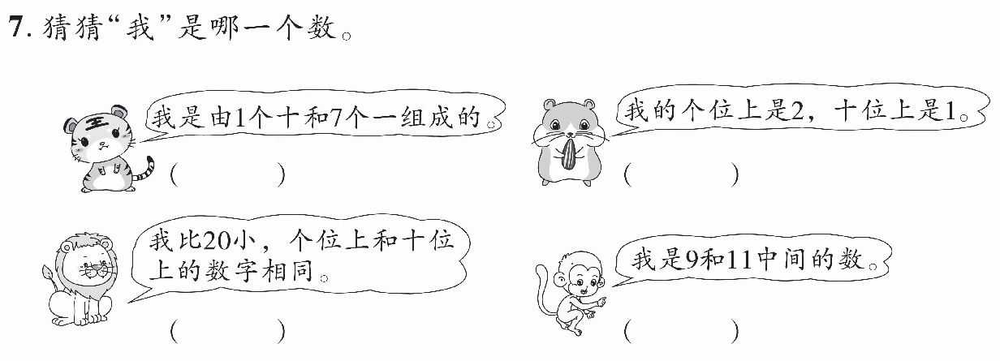 7. 猜猜“我”是哪一个数。
我是由1个十和7个一组成的。
我的个位上是2，十位上是1。
(        )
(        )
我比20小，个位上和十位
上的数字相同。
我是9和11中间的数。
(        )
(        )